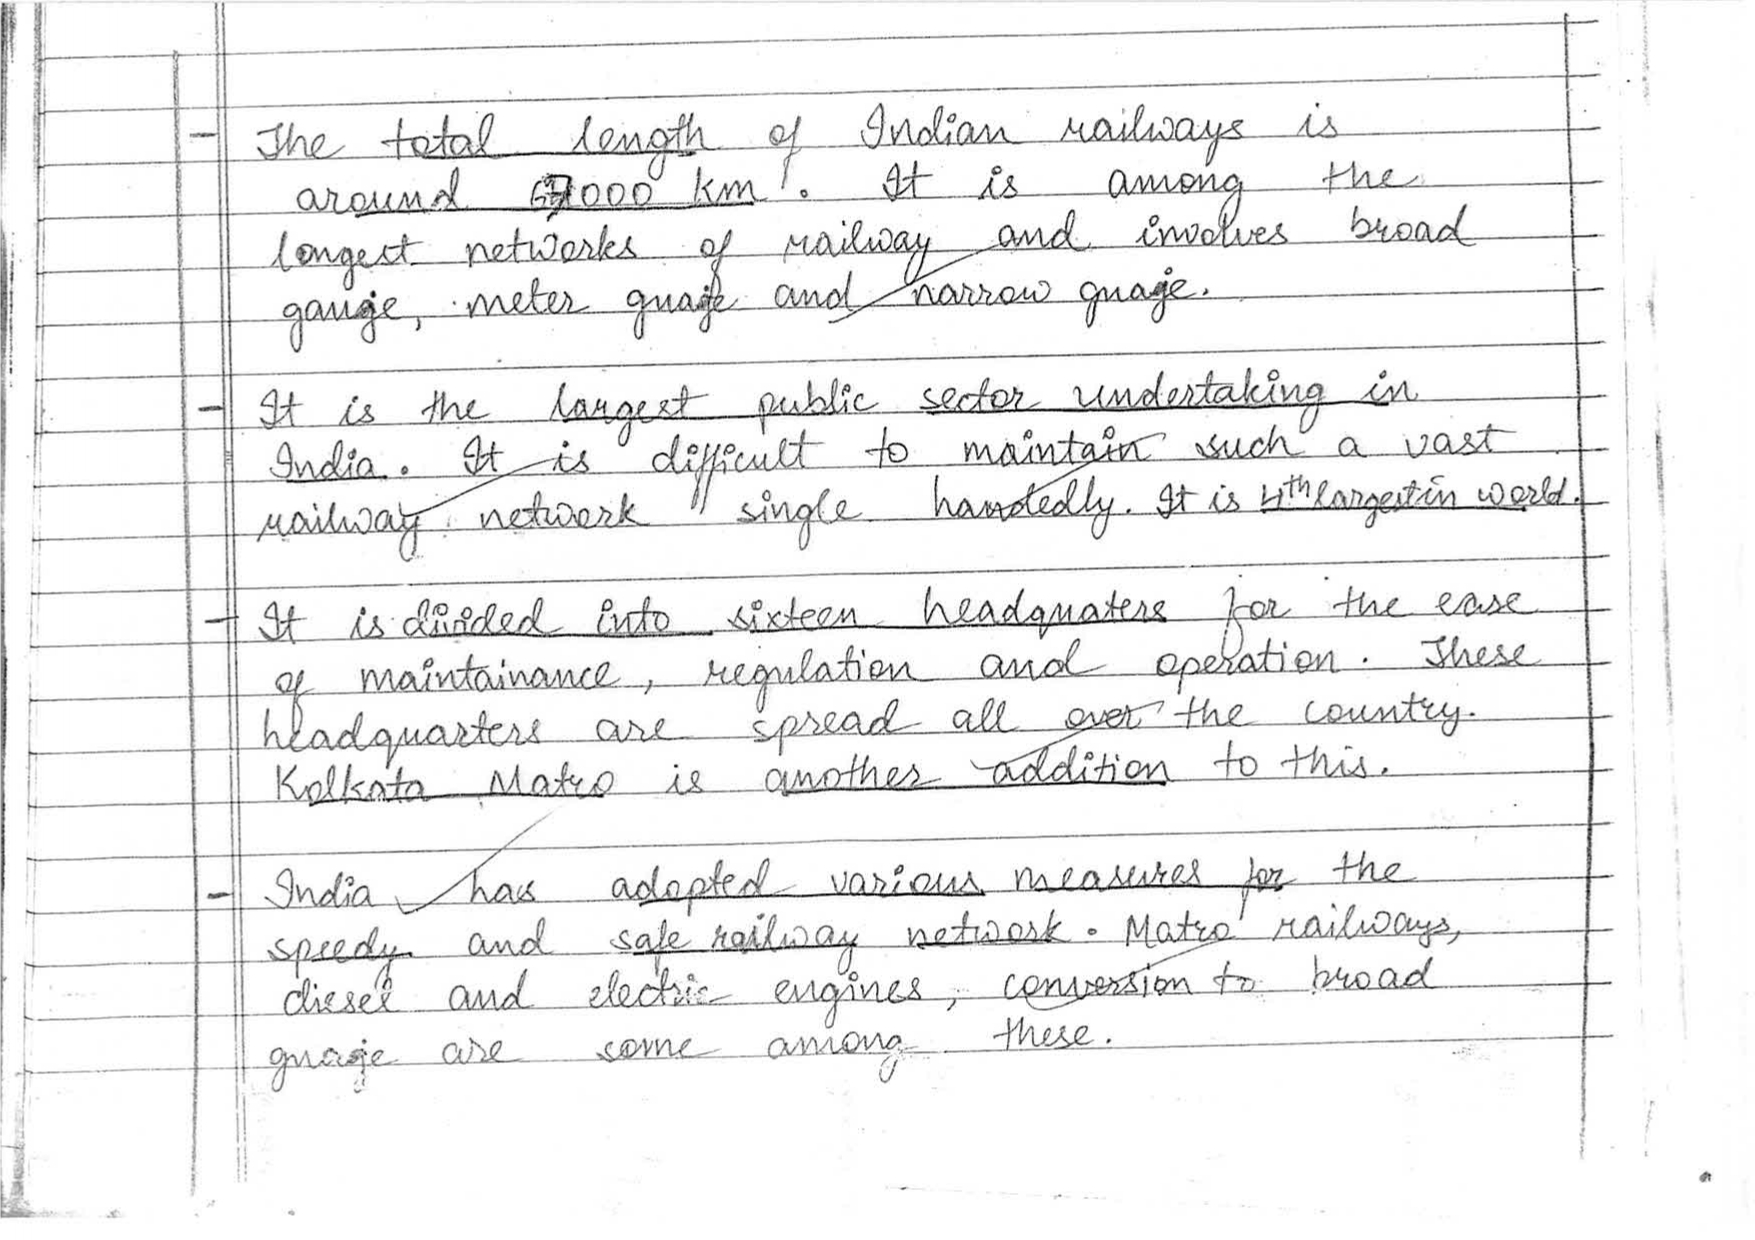 - The total length of Indian railways is
around 67000 km. It is among the
longest networks of railway and involves broad
gauge, meter guage and narrow guage.
- It is the largest public sector undertaking in
India. It is difficult to maintain such a vast
railway network single handedly. It is 4th largest in world.
- It is divided into sixteen headquaters for the ease
of maintainance, regulation and operation. These
headquarters are spread all over the country.
Kolkata Matro is another addition to this.
- India has adopted various measures for the
speedy and safe railway network. Matro railways,
diesel and electric engines, conversion to broad
guage are some among these.